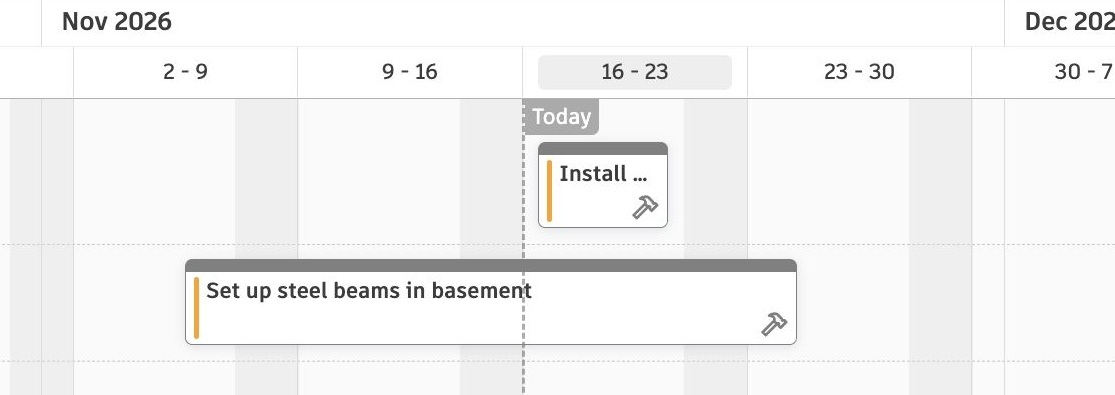 Nov 2026
Dec 202
2 - 9
9 - 16
16 - 23
23 - 30
30 - 7
Today
Install ...
Set up steel beams in basement